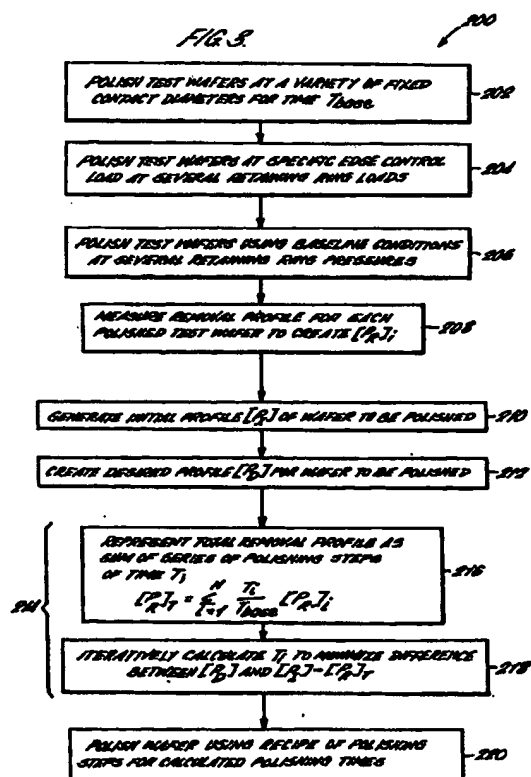 FIG. 3.
200
POLISH TEST WAFERS AT A VARIETY OF FIXED
CONTACT DIAMETERS FOR TIME Tbase
202
POLISH TEST WAFERS AT SPECIFIC EDGE CONTROL
LOAD AT SEVERAL RETAINING RING LOADS
204
POLISH TEST WAFERS USING BASELINE CONDITIONS
AT SEVERAL RETAINING RING PRESSURES
206
MEASURE REMOVAL PROFILE FOR EACH
POLISHED TEST WAFER TO CREATE [PR]i
208
GENERATE INITIAL PROFILE [PI] OF WAFER TO BE POLISHED
210
CREATE DESIRED PROFILE [PD] FOR WAFER TO BE POLISHED
212
214
REPRESENT TOTAL REMOVAL PROFILE AS
SUM OF SERIES OF POLISHING STEPS
OF TIME Ti
[PR]T = Σ i=1 N Ti/Tbase [PR]i
216
ITERATIVELY CALCULATE Ti TO MINIMIZE DIFFERENCE
BETWEEN [PD] AND [PI]-[PR]T
218
POLISH WAFER USING RECIPE OF POLISHING
STEPS FOR CALCULATED POLISHING TIMES
220